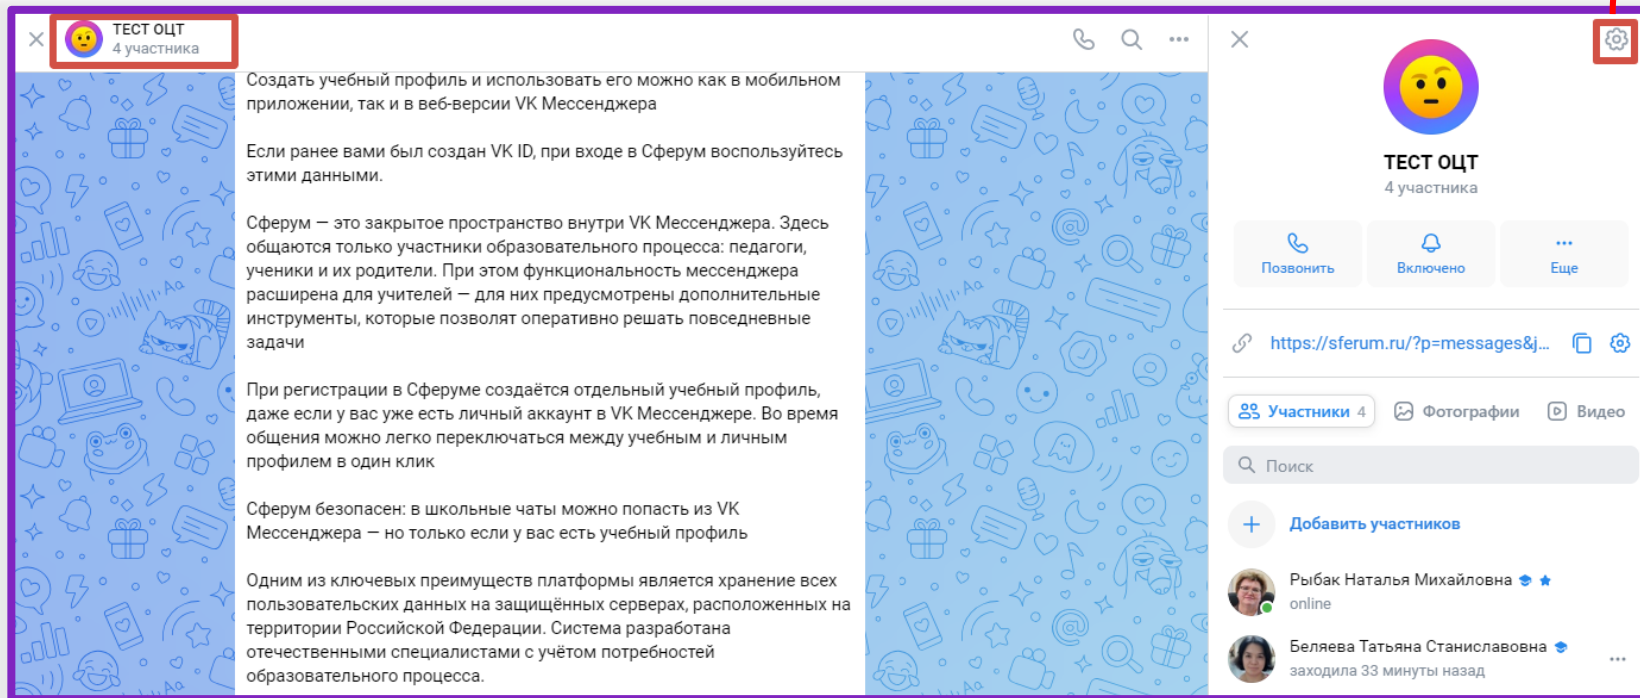 ТЕСТ ОЦТ
4 участника
Создать учебный профиль и использовать его можно как в мобильном
приложении, так и в веб-версии VK Мессенджера
Если ранее вами был создан VK ID, при входе в Сферум воспользуйтесь
этими данными.
Сферум — это закрытое пространство внутри VK Мессенджера. Здесь
общаются только участники образовательного процесса: педагоги,
ученики и их родители. При этом функциональность мессенджера
расширена для учителей — для них предусмотрены дополнительные
инструменты, которые позволят оперативно решать повседневные
задачи
При регистрации в Сферуме создаётся отдельный учебный профиль,
даже если у вас уже есть личный аккаунт в VK Мессенджере. Во время
общения можно легко переключаться между учебным и личным
профилем в один клик
Сферум безопасен: в школьные чаты можно попасть из VK
Мессенджера — но только если у вас есть учебный профиль
Одним из ключевых преимуществ платформы является хранение всех
пользовательских данных на защищённых серверах, расположенных на
территории Российской Федерации. Система разработана
отечественными специалистами с учётом потребностей
образовательного процесса.
ТЕСТ ОЦТ
4 участника
Позвонить Включено Еще
https://sferum.ru/?p=messages&j...
Участники 4 Фотографии Видео
Поиск
Добавить участников
Рыбак Наталья Михайловна
online
Беляева Татьяна Станиславовна
заходила 33 минуты назад